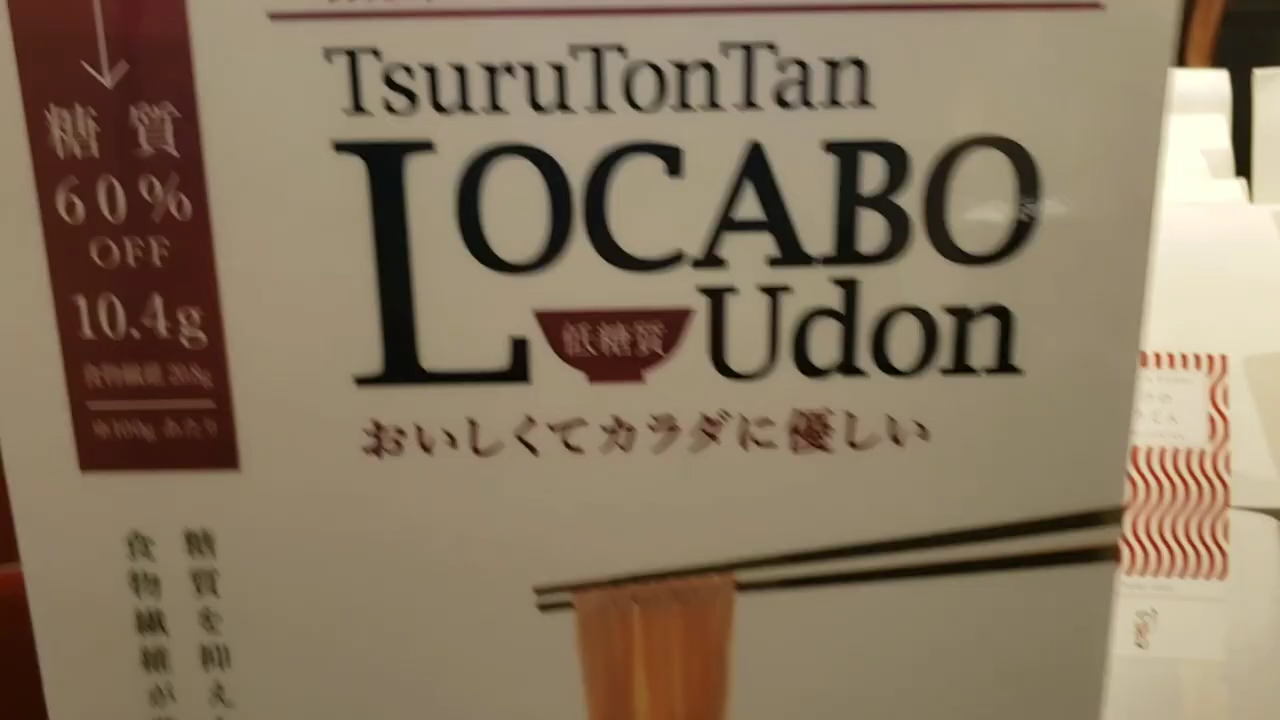 糖質
60%
OFF
10.4g
TsuruTonTan
LOCABO
低糖質
Udon
おいしくてカラダに優しい
糖質を抑え
食物繊維が